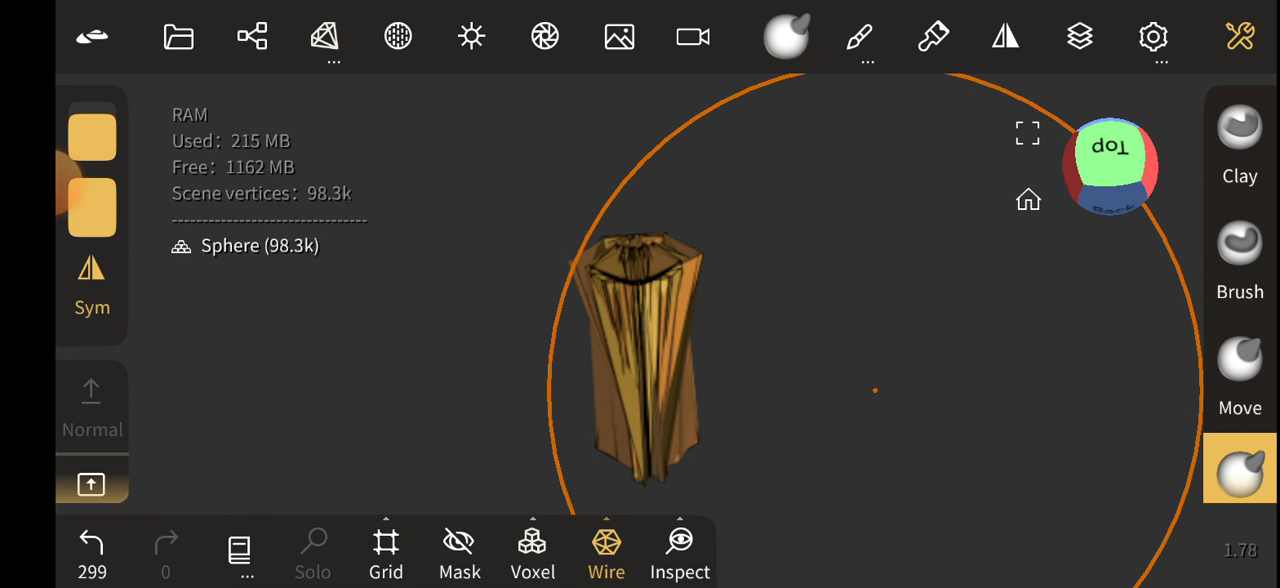 RAM
Used： 215 MB
Free： 1162 MB
Scene vertices： 98.3k
--------------------------------
Sphere (98.3k)
Top
Back
Sym
Normal
Clay
Brush
Move
1.78
299
0
...
Solo
Grid
Mask
Voxel
Wire
Inspect